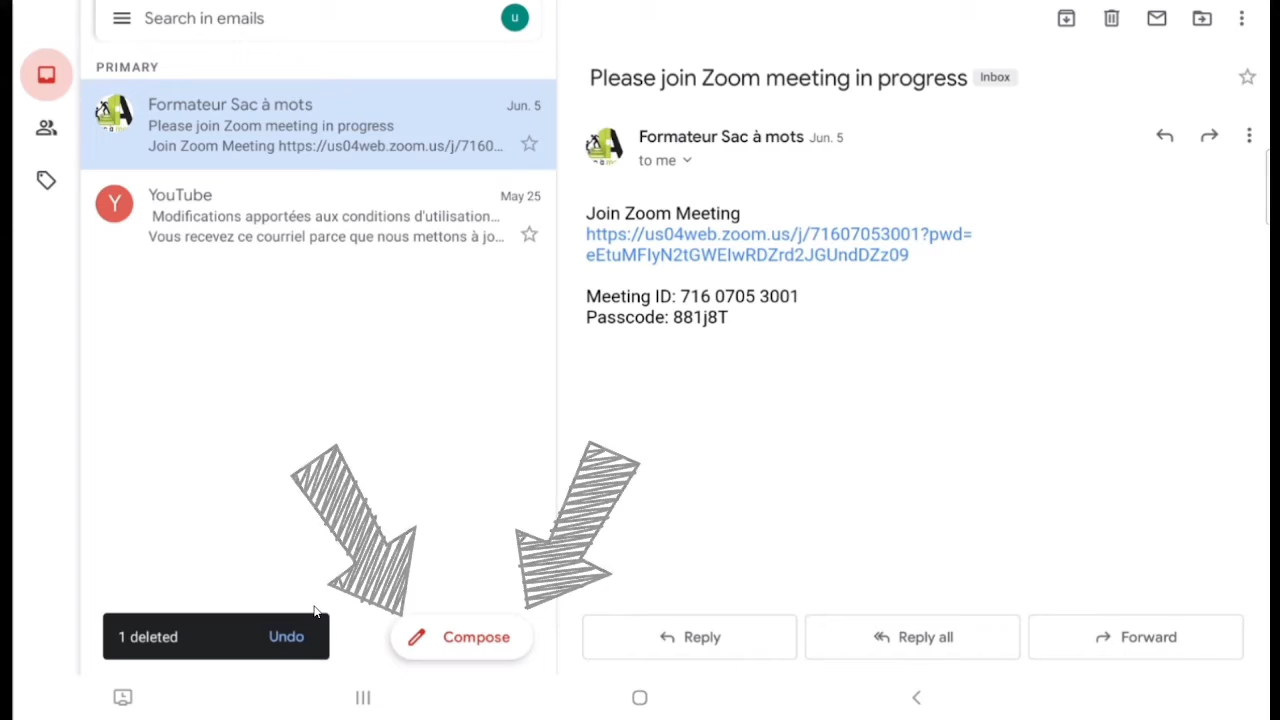 Search in emails
u
PRIMARY
Formateur Sac à mots
Jun. 5
Please join Zoom meeting in progress
Join Zoom Meeting https://us04web.zoom.us/j/7160...
Y
YouTube
May 25
Modifications apportées aux conditions d'utilisation...
Vous recevez ce courriel parce que nous mettons à jo...
1 deleted
Undo
Compose
Please join Zoom meeting in progress
Inbox
Formateur Sac à mots Jun. 5
to me
Join Zoom Meeting
https://us04web.zoom.us/j/71607053001?pwd=
eEtuMFIyN2tGWEIwRDZrd2JGUndDZz09
Meeting ID: 716 0705 3001
Passcode: 881j8T
Reply
Reply all
Forward